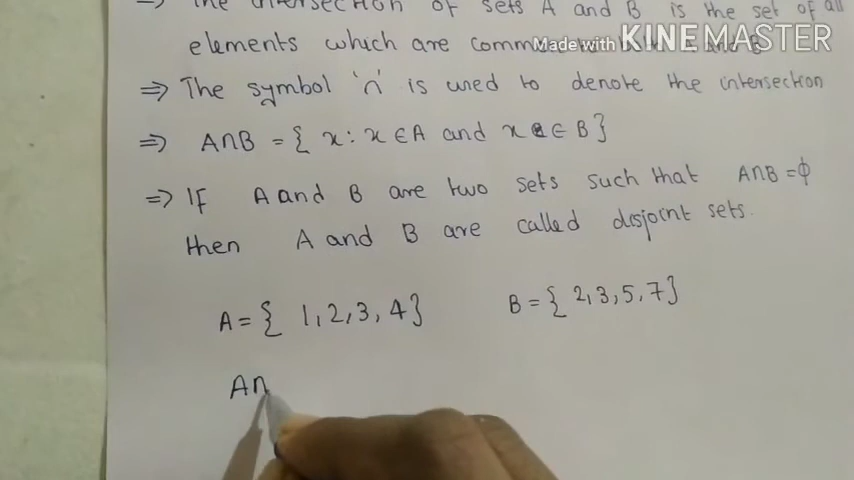 ⇒ The intersection of sets A and B is the set of all
elements which are common
Made with KINEMASTER
⇒ The symbol 'n' is used to denote the intersection
⇒ A∩B = { x : x ∈ A and x ∈ B }
⇒ If A and B are two sets such that A∩B = ϕ
then A and B are called disjoint sets.
A = { 1, 2, 3, 4 } B = { 2, 3, 5, 7 }
A∩